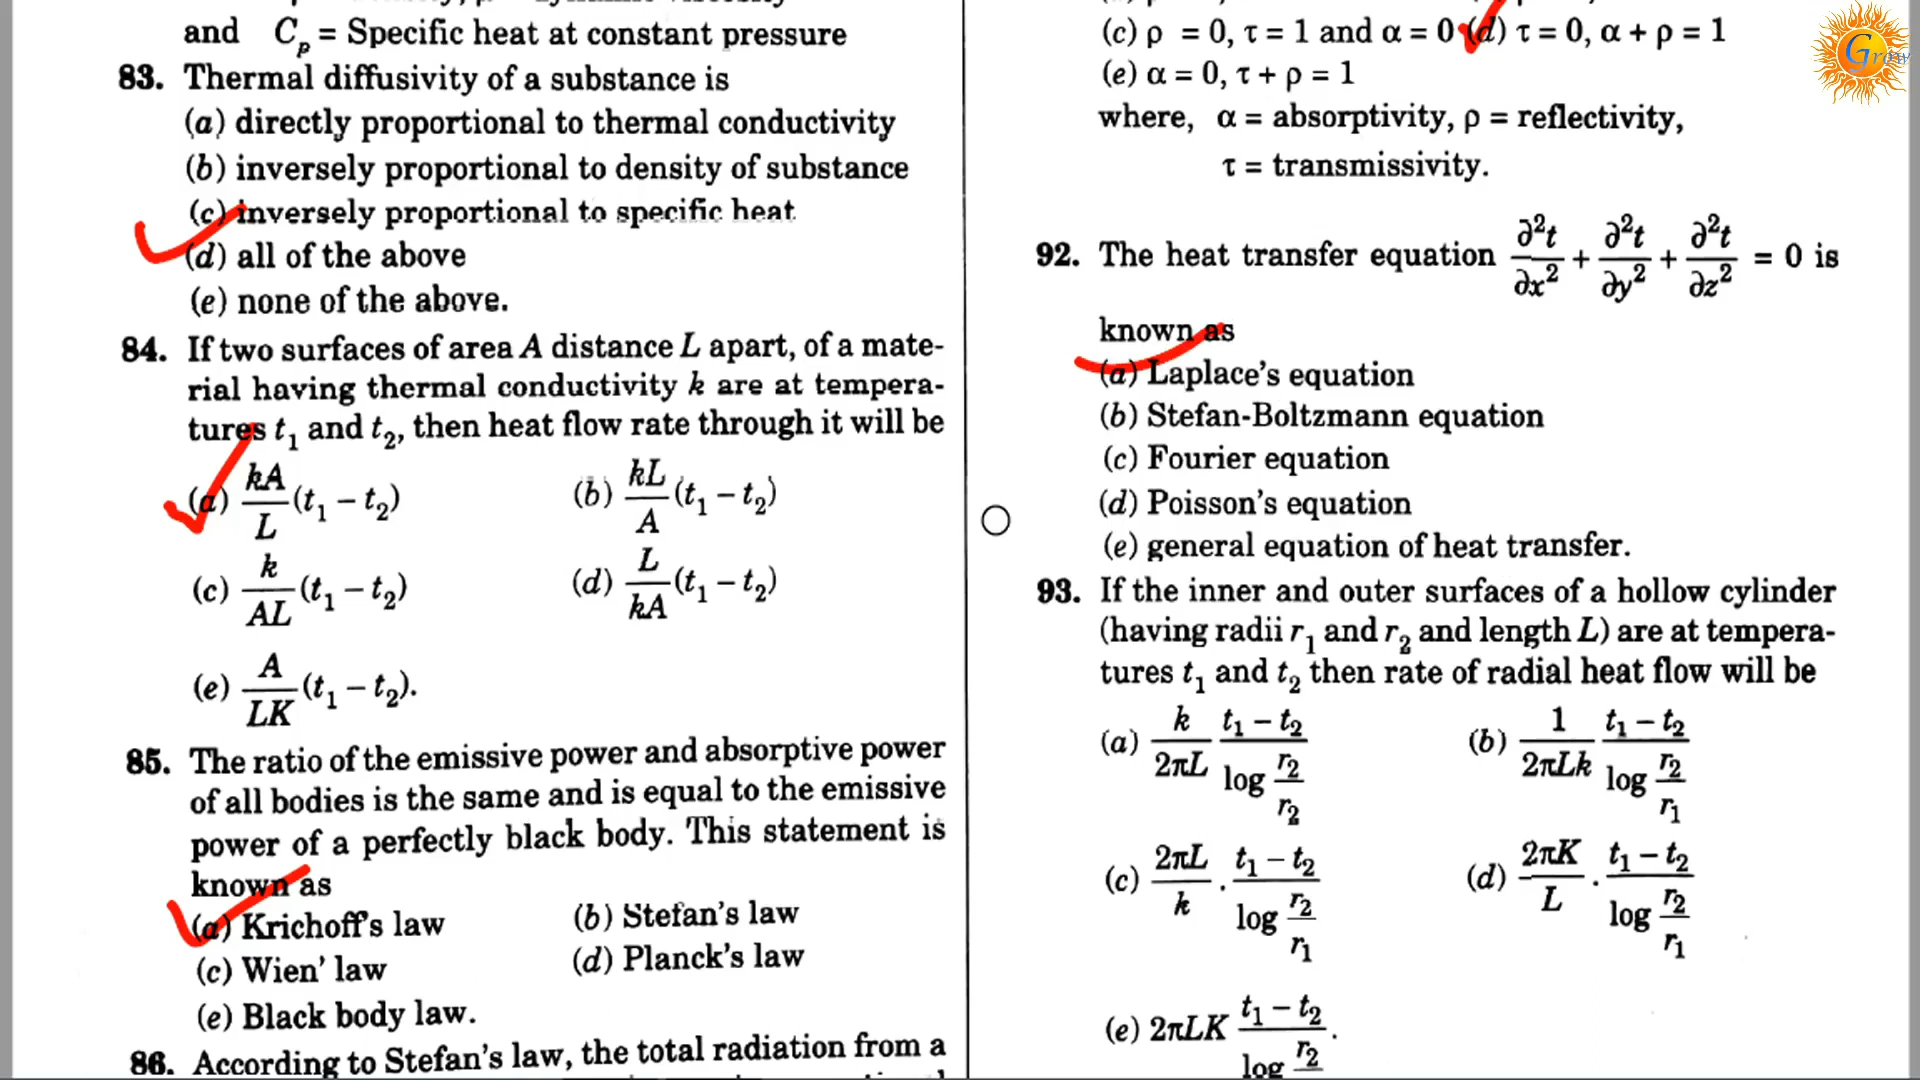 and C_p = Specific heat at constant pressure
83. Thermal diffusivity of a substance is
(a) directly proportional to thermal conductivity
(b) inversely proportional to density of substance
(c) inversely proportional to specific heat
(d) all of the above
(e) none of the above.
84. If two surfaces of area A distance L apart, of a mate-
rial having thermal conductivity k are at tempera-
tures t₁ and t₂, then heat flow rate through it will be
(a) kA/L (t₁ – t₂) (b) kL/A (t₁ – t₂)
(c) k/AL (t₁ – t₂) (d) L/kA (t₁ – t₂)
(e) A/LK (t₁ – t₂).
85. The ratio of the emissive power and absorptive power
of all bodies is the same and is equal to the emissive
power of a perfectly black body. This statement is
known as
(a) Krichoff's law (b) Stefan's law
(c) Wien' law (d) Planck's law
(e) Black body law.
86. According to Stefan's law, the total radiation from a
(c) ρ = 0, τ = 1 and α = 0 (d) τ = 0, α + ρ = 1
(e) α = 0, τ + ρ = 1
where, α = absorptivity, ρ = reflectivity,
τ = transmissivity.
92. The heat transfer equation ∂²t/∂x² + ∂²t/∂y² + ∂²t/∂z² = 0 is
known as
(a) Laplace's equation
(b) Stefan-Boltzmann equation
(c) Fourier equation
(d) Poisson's equation
(e) general equation of heat transfer.
93. If the inner and outer surfaces of a hollow cylinder
(having radii r₁ and r₂ and length L) are at tempera-
tures t₁ and t₂ then rate of radial heat flow will be
(a) k/2πL (t₁ – t₂)/(log r₂/r₂) (b) 1/2πLk (t₁ – t₂)/(log r₂/r₁)
(c) 2πL/k . (t₁ – t₂)/(log r₂/r₁) (d) 2πK/L . (t₁ – t₂)/(log r₂/r₁)
(e) 2πLK (t₁ – t₂)/(log r₂/ ).
Grow